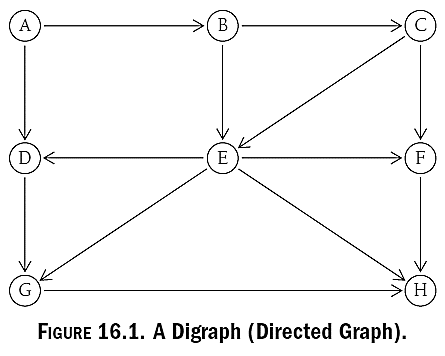 A B C
D E F
G H
FIGURE 16.1. A Digraph (Directed Graph).